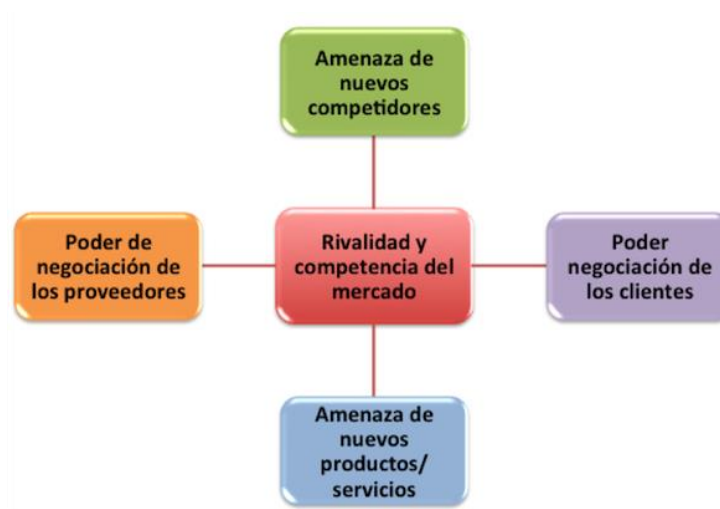 Amenaza de
nuevos
competidores
Poder de
negociación de
los proveedores
Rivalidad y
competencia del
mercado
Poder
negociación de
los clientes
Amenaza de
nuevos
productos/
servicios